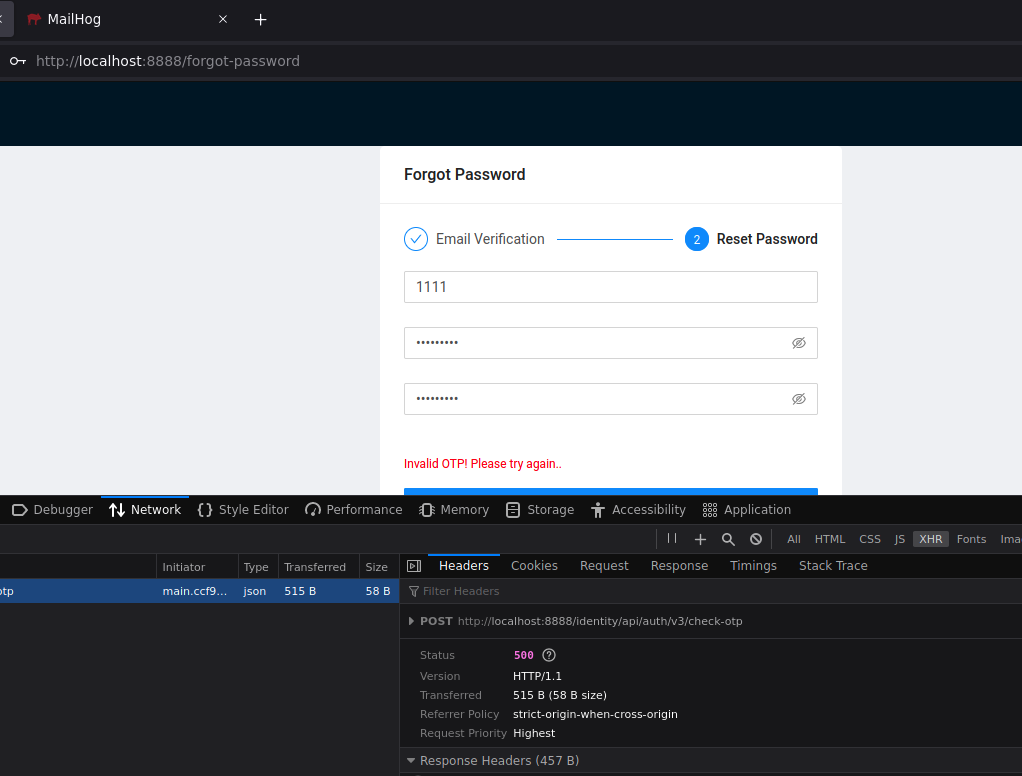 MailHog
http://localhost:8888/forgot-password
Forgot Password
Email Verification
2 Reset Password
1111
•••••••••
•••••••••
Invalid OTP! Please try again..
Debugger Network Style Editor Performance Memory Storage Accessibility Application
All HTML CSS JS XHR Fonts Ima
Initiator Type Transferred Size
otp main.ccf9... json 515 B 58 B
Headers Cookies Request Response Timings Stack Trace
Filter Headers
POST http://localhost:8888/identity/api/auth/v3/check-otp
Status 500 ?
Version HTTP/1.1
Transferred 515 B (58 B size)
Referrer Policy strict-origin-when-cross-origin
Request Priority Highest
Response Headers (457 B)